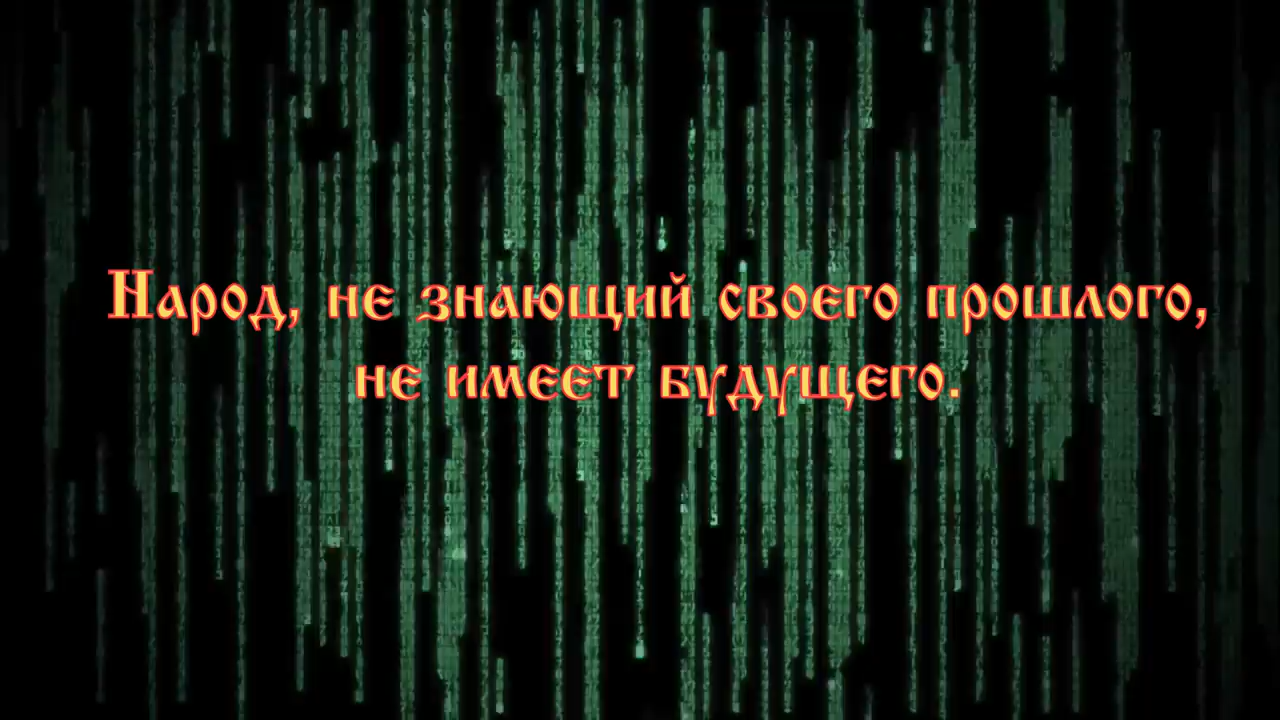 Народ, не знающий своего прошлого,
не имеет будущего.